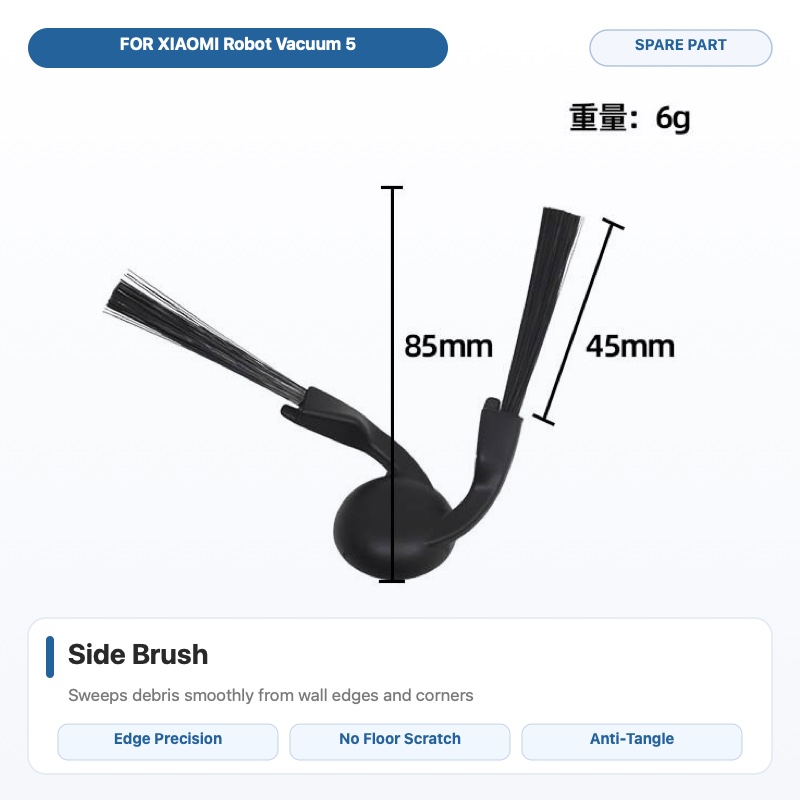 FOR XIAOMI Robot Vacuum 5
SPARE PART
重量：6g
85mm
45mm
Side Brush
Sweeps debris smoothly from wall edges and corners
Edge Precision
No Floor Scratch
Anti-Tangle